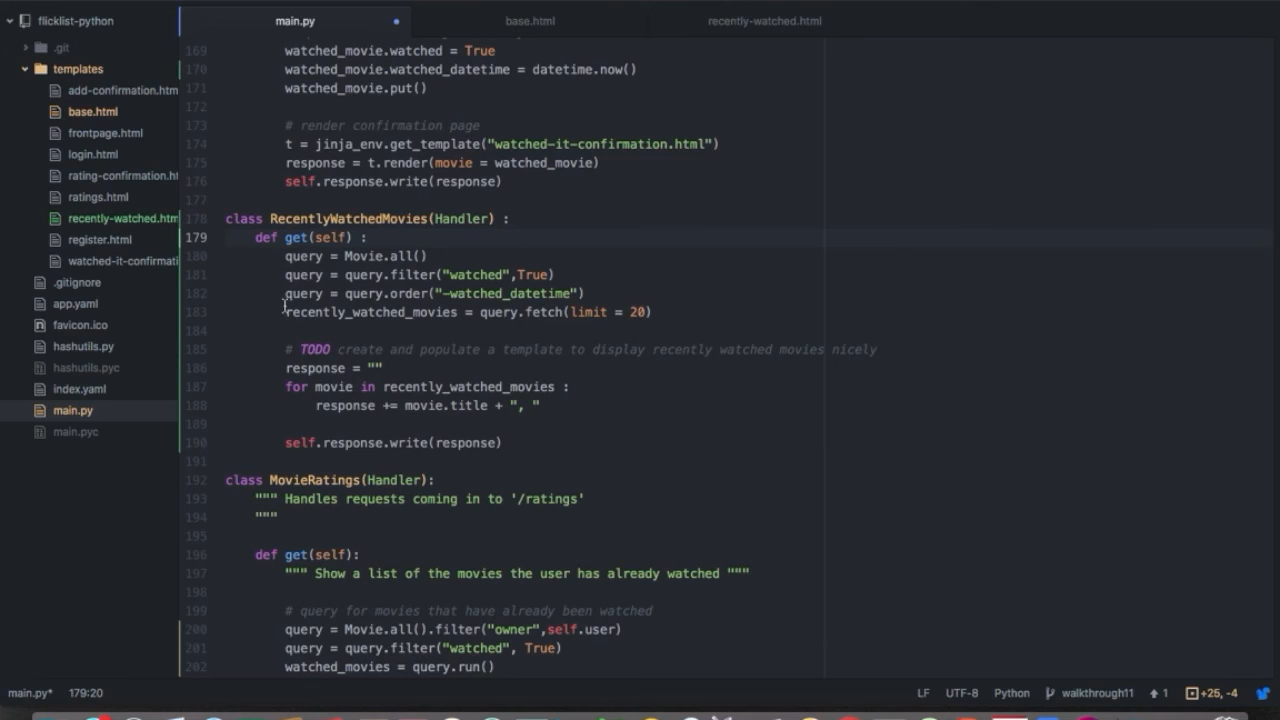 flicklist-python
main.py
base.html
recently-watched.html
.git
templates
add-confirmation.htm
base.html
frontpage.html
login.html
rating-confirmation.ht
ratings.html
recently-watched.htm
register.html
watched-it-confirmati
.gitignore
app.yaml
favicon.ico
hashutils.py
hashutils.pyc
index.yaml
main.py
main.pyc
169 watched_movie.watched = True
170 watched_movie.watched_datetime = datetime.now()
171 watched_movie.put()
172
173 # render confirmation page
174 t = jinja_env.get_template("watched-it-confirmation.html")
175 response = t.render(movie = watched_movie)
176 self.response.write(response)
177
178 class RecentlyWatchedMovies(Handler) :
179 def get(self) :
180 query = Movie.all()
181 query = query.filter("watched",True)
182 query = query.order("-watched_datetime")
183 recently_watched_movies = query.fetch(limit = 20)
184
185 # TODO create and populate a template to display recently watched movies nicely
186 response = ""
187 for movie in recently_watched_movies :
188 response += movie.title + ", "
189
190 self.response.write(response)
191
192 class MovieRatings(Handler):
193 """ Handles requests coming in to '/ratings'
194 """
195
196 def get(self):
197 """ Show a list of the movies the user has already watched """
198
199 # query for movies that have already been watched
200 query = Movie.all().filter("owner",self.user)
201 query = query.filter("watched", True)
202 watched_movies = query.run()
main.py* 179:20 LF UTF-8 Python walkthrough11 1 +25, -4